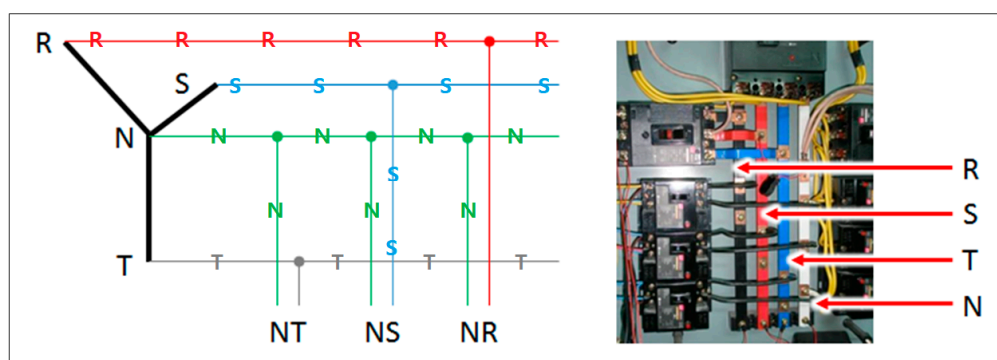 R R R R R R R
S S S S S
N N N N N
S
N N N
S
T T T T T
NT NS NR
R
S
T
N